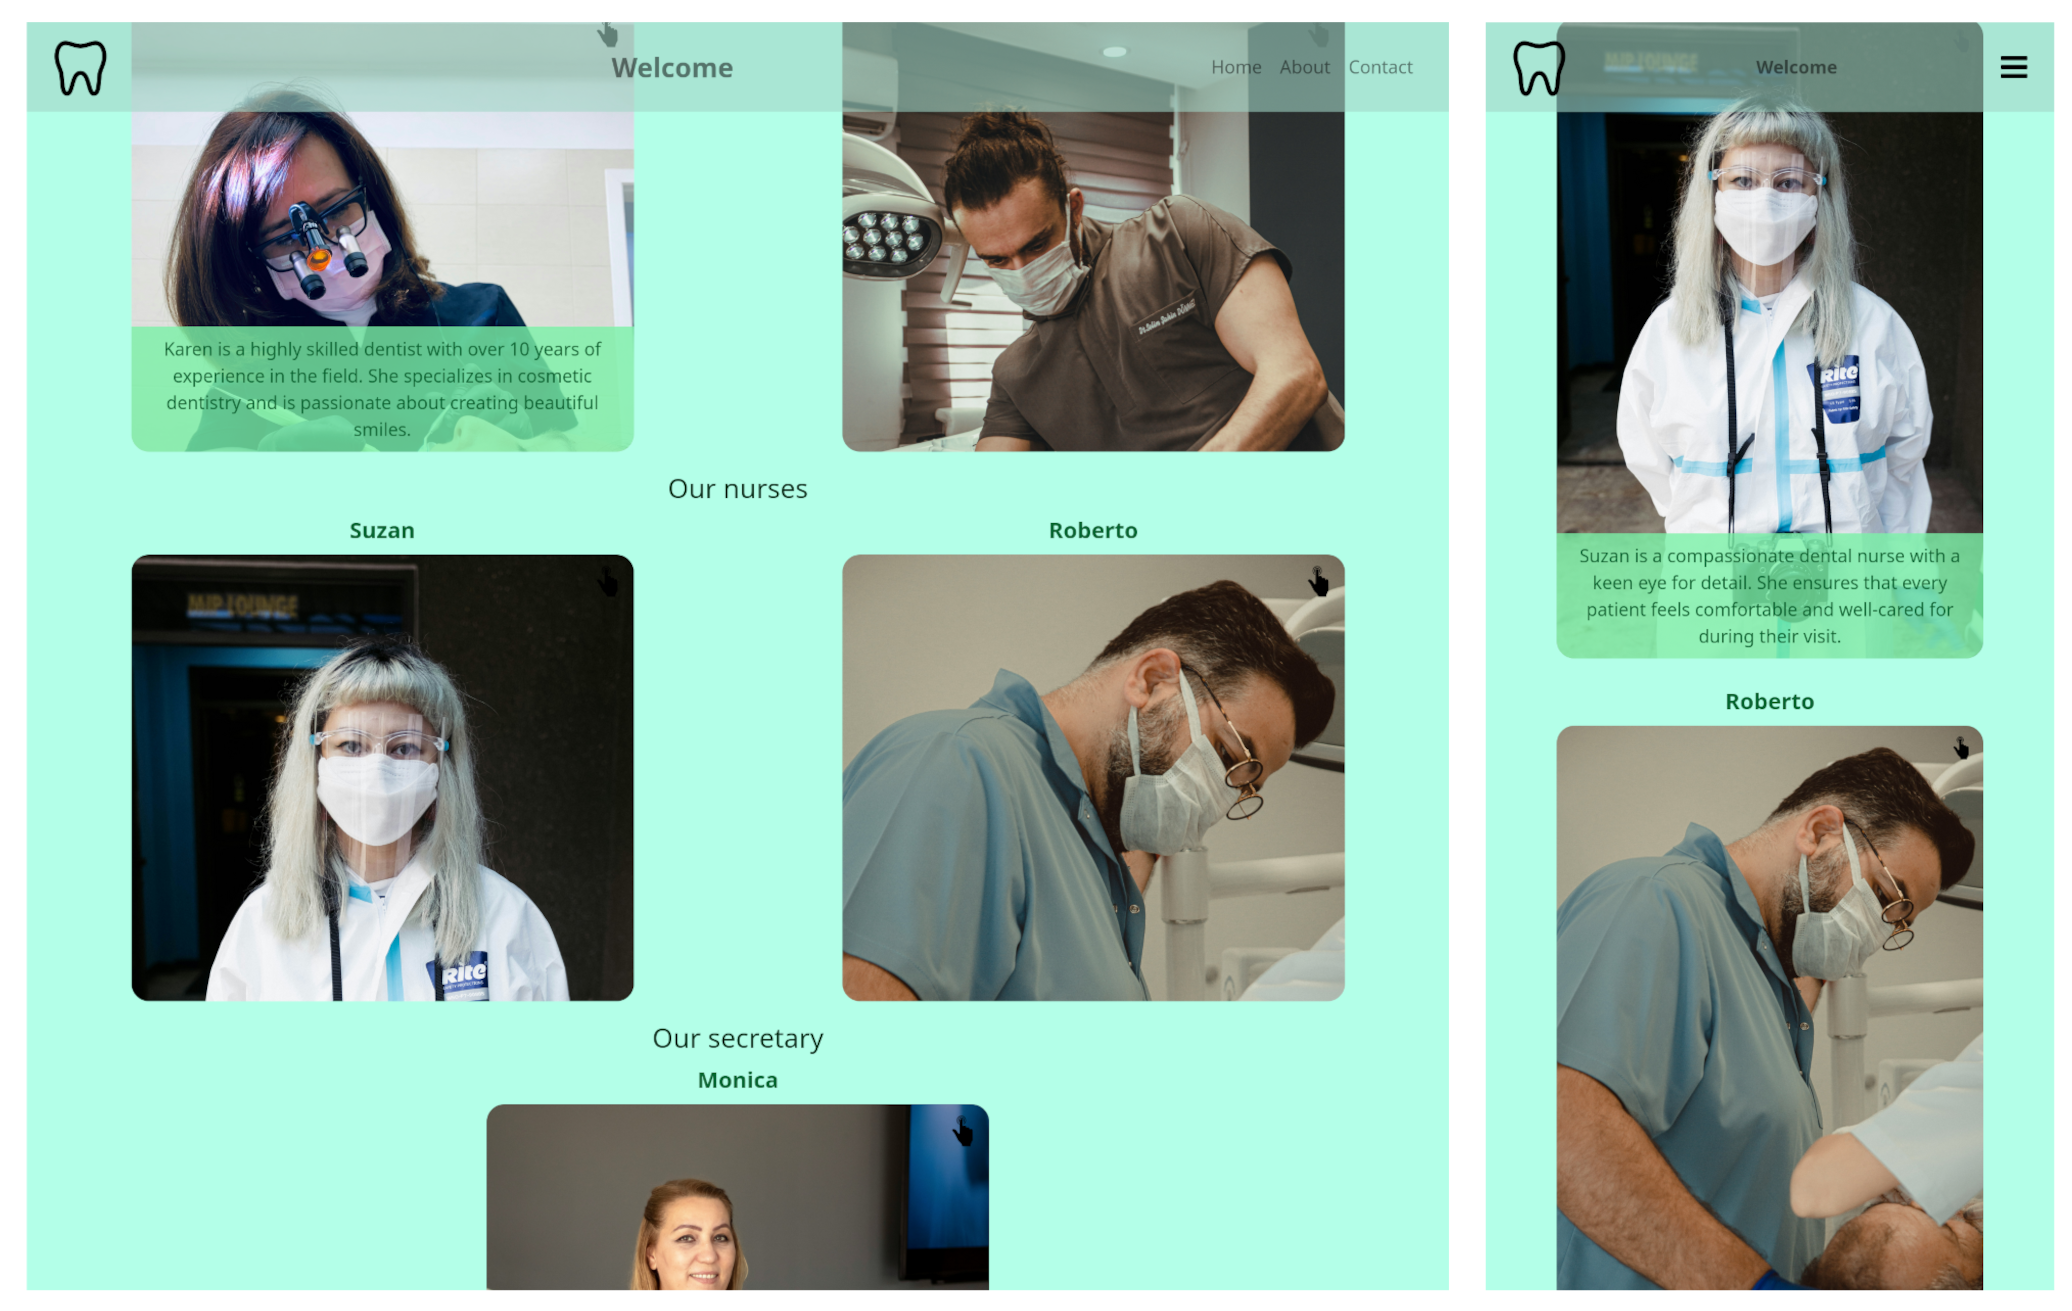 Welcome
Home About Contact
Karen is a highly skilled dentist with over 10 years of
experience in the field. She specializes in cosmetic
dentistry and is passionate about creating beautiful
smiles.
Our nurses
Suzan
Roberto
Rite
Our secretary
Monica
Welcome
Rite
Suzan is a compassionate dental nurse with a
keen eye for detail. She ensures that every
patient feels comfortable and well-cared for
during their visit.
Roberto